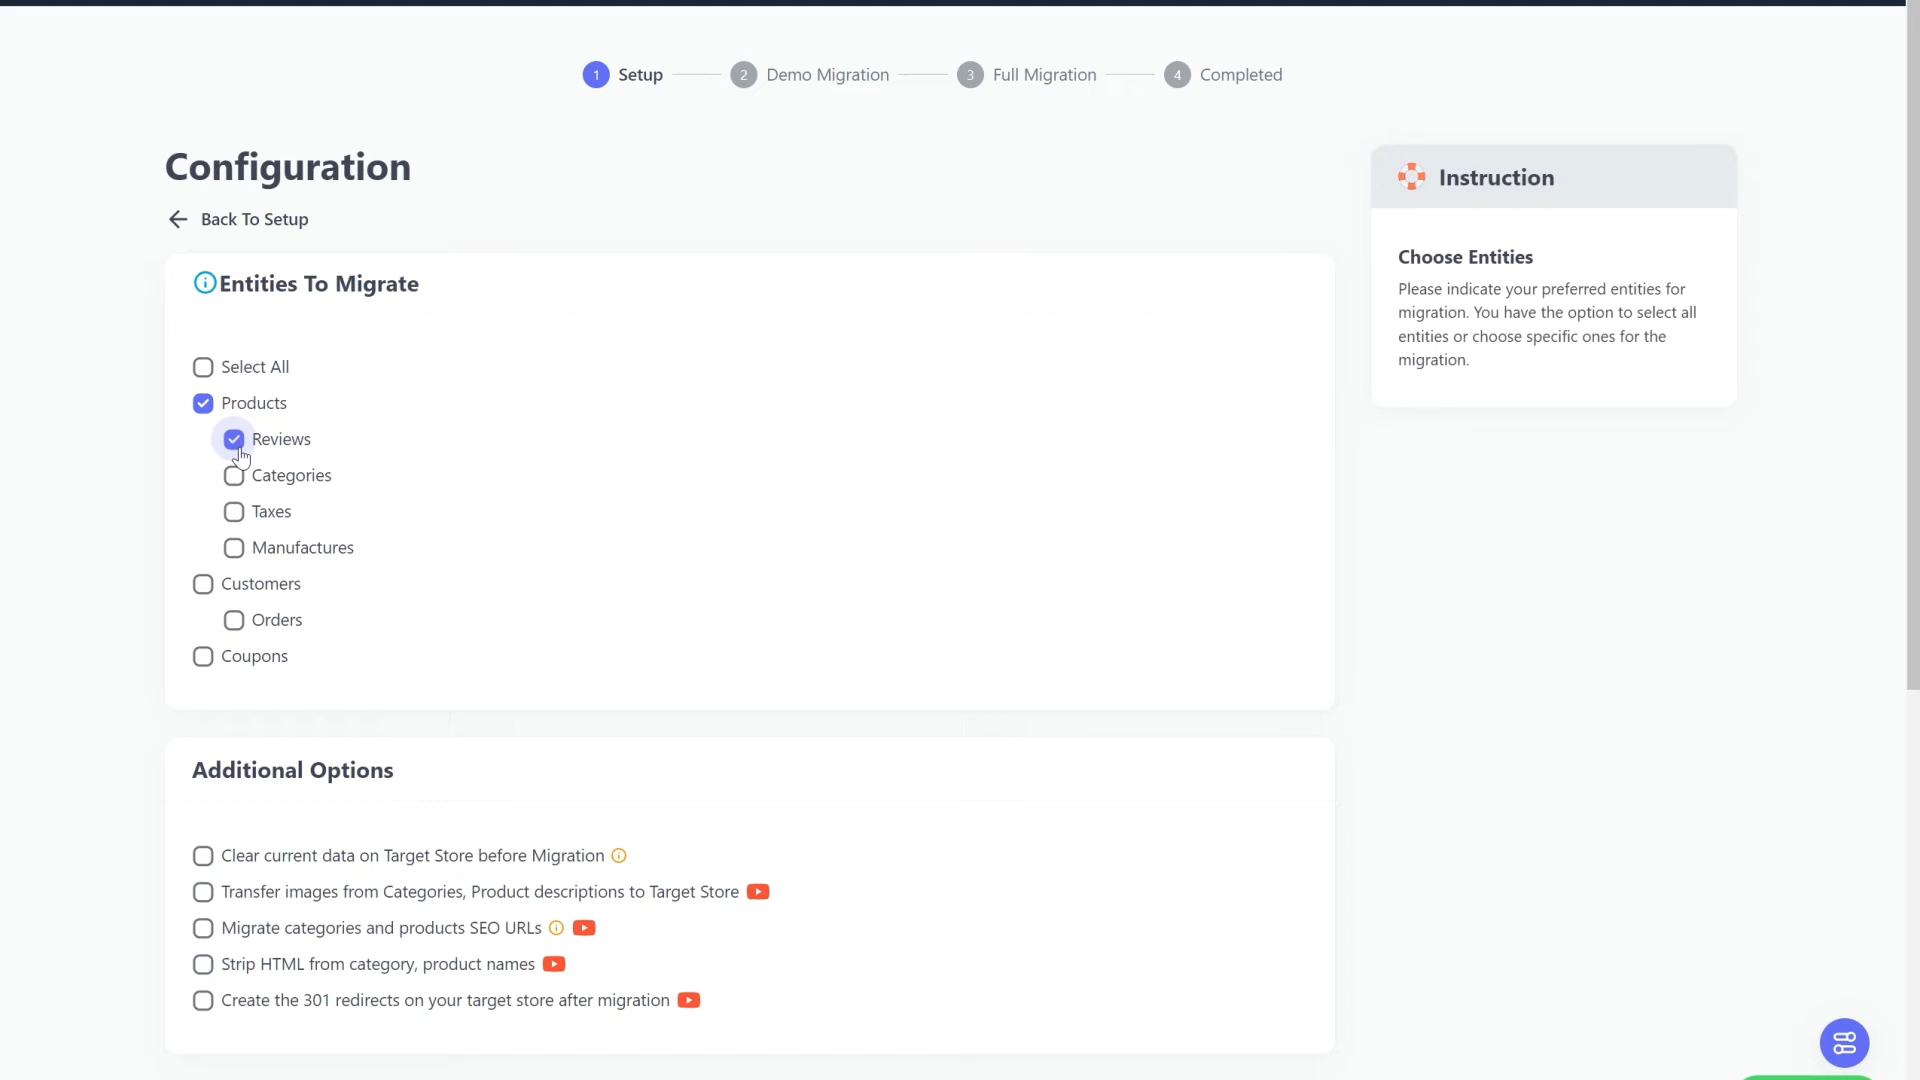 1 Setup 2 Demo Migration 3 Full Migration 4 Completed
Configuration
Back To Setup
Entities To Migrate
Select All
Products
Reviews
Categories
Taxes
Manufactures
Customers
Orders
Coupons
Additional Options
Clear current data on Target Store before Migration
Transfer images from Categories, Product descriptions to Target Store
Migrate categories and products SEO URLs
Strip HTML from category, product names
Create the 301 redirects on your target store after migration
Instruction
Choose Entities
Please indicate your preferred entities for
migration. You have the option to select all
entities or choose specific ones for the
migration.